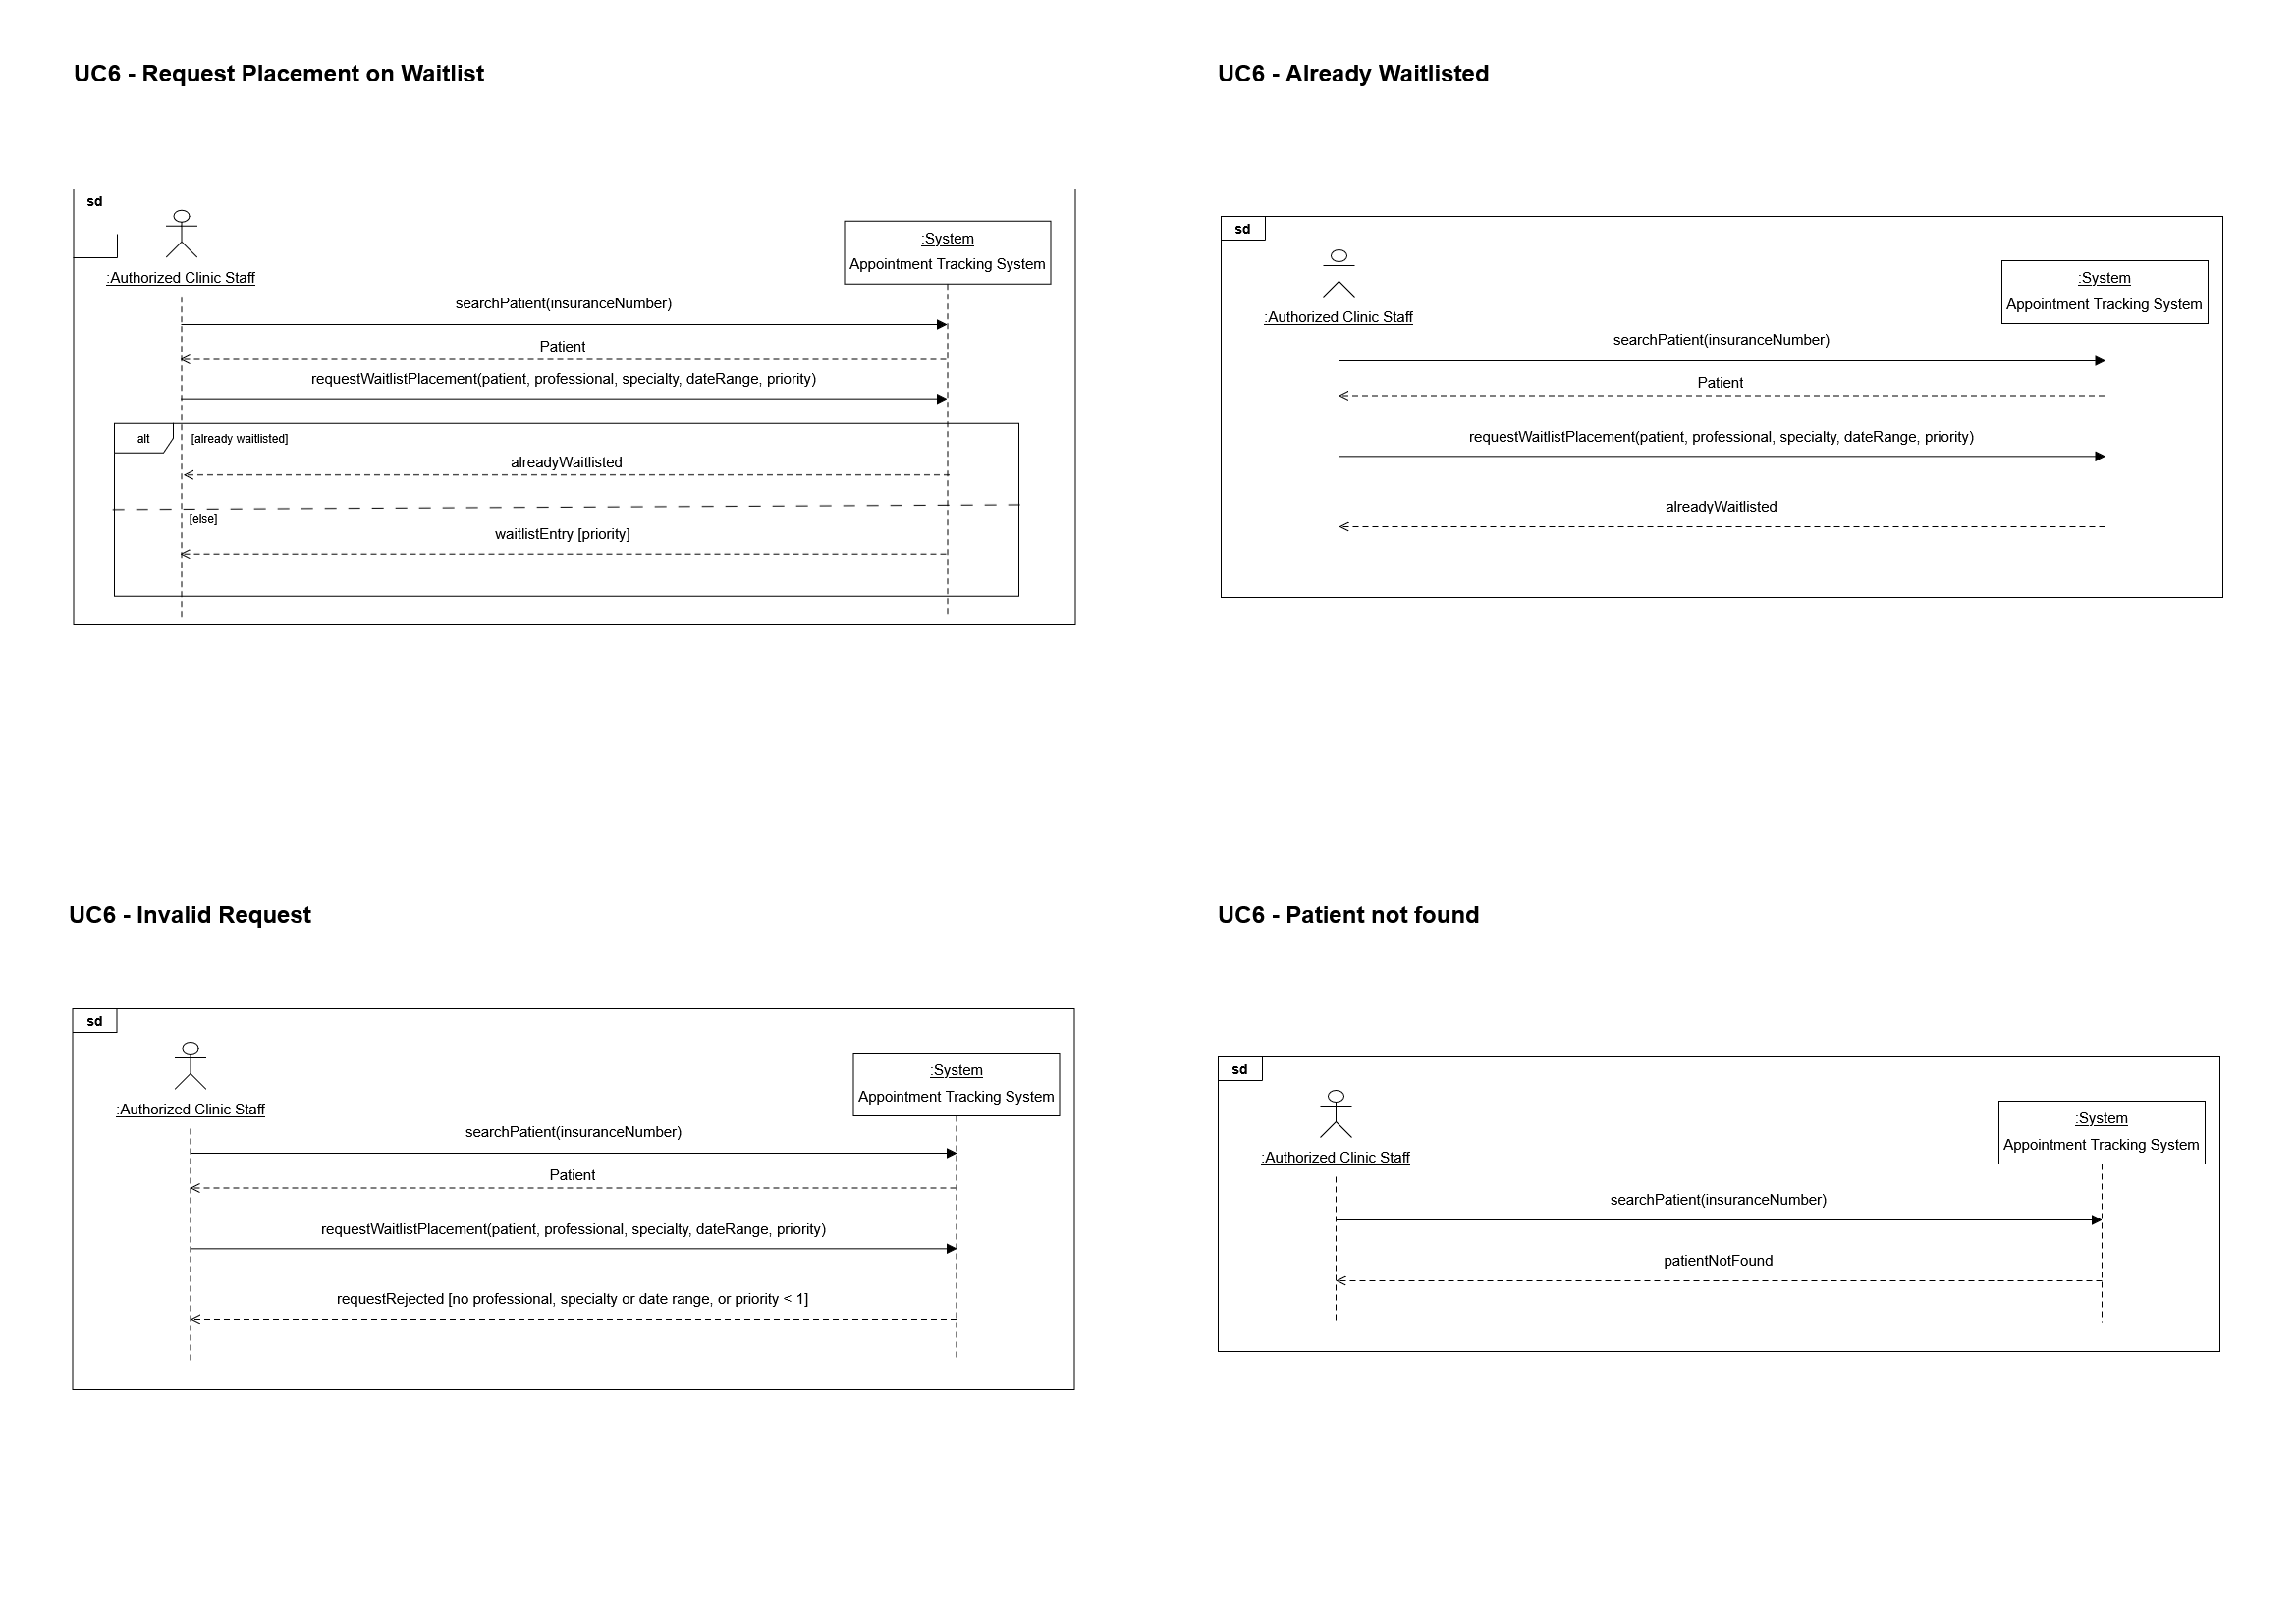 UC6 - Request Placement on Waitlist
sd
:Authorized Clinic Staff
:System
Appointment Tracking System
searchPatient(insuranceNumber)
Patient
requestWaitlistPlacement(patient, professional, specialty, dateRange, priority)
alt
[already waitlisted]
alreadyWaitlisted
[else]
waitlistEntry [priority]
UC6 - Already Waitlisted
sd
:Authorized Clinic Staff
:System
Appointment Tracking System
searchPatient(insuranceNumber)
Patient
requestWaitlistPlacement(patient, professional, specialty, dateRange, priority)
alreadyWaitlisted
UC6 - Invalid Request
sd
:Authorized Clinic Staff
:System
Appointment Tracking System
searchPatient(insuranceNumber)
Patient
requestWaitlistPlacement(patient, professional, specialty, dateRange, priority)
requestRejected [no professional, specialty or date range, or priority < 1]
UC6 - Patient not found
sd
:Authorized Clinic Staff
:System
Appointment Tracking System
searchPatient(insuranceNumber)
patientNotFound